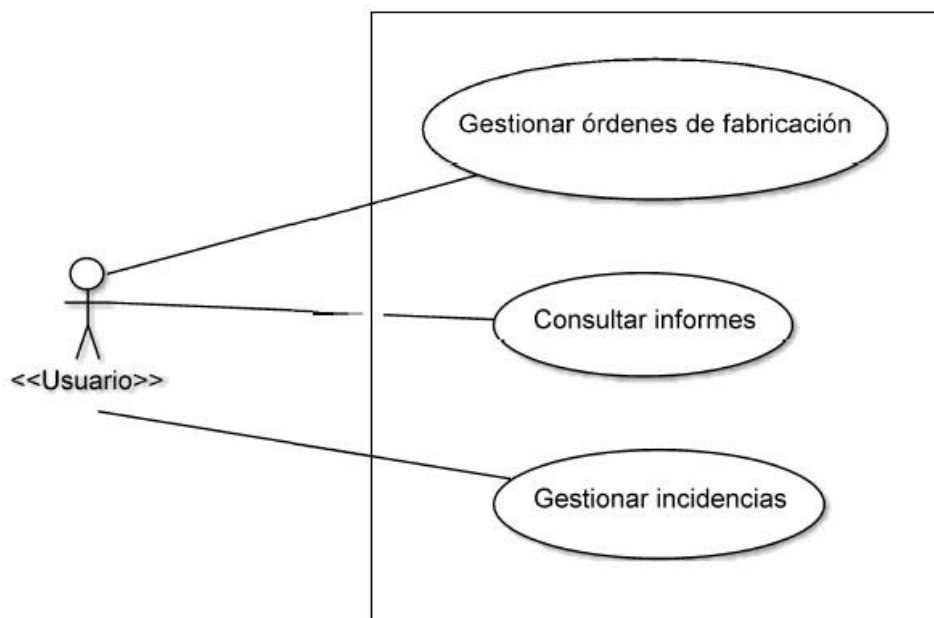 Gestionar órdenes de fabricación
Consultar informes
<<Usuario>>
Gestionar incidencias